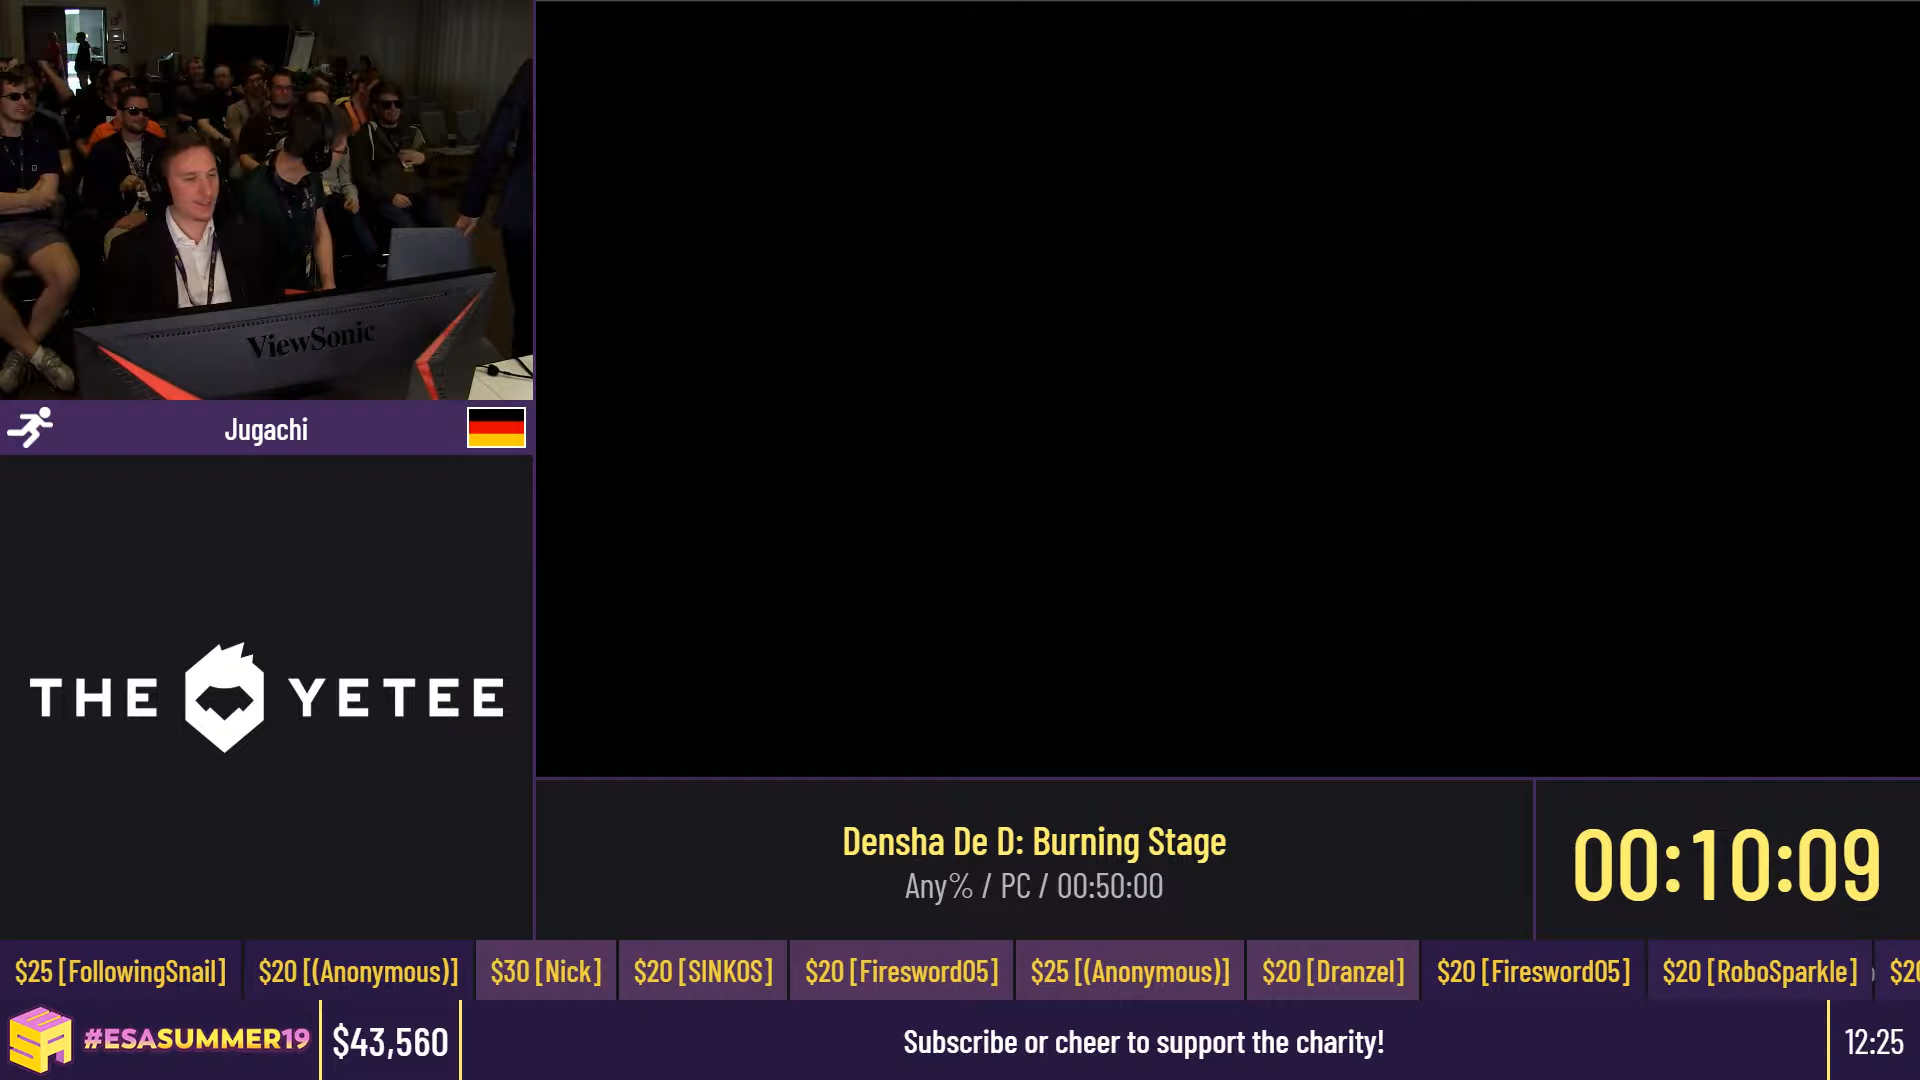 ViewSonic
Jugachi
THE YETEE
Densha De D: Burning Stage
Any% / PC / 00:50:00
00:10:09
$25 [FollowingSnail]
$20 [(Anonymous)]
$30 [Nick]
$20 [SINKOS]
$20 [Firesword05]
$25 [(Anonymous)]
$20 [Dranzel]
$20 [Firesword05]
$20 [RoboSparkle]
$20
ESA
#ESASUMMER19
$43,560
Subscribe or cheer to support the charity!
12:25